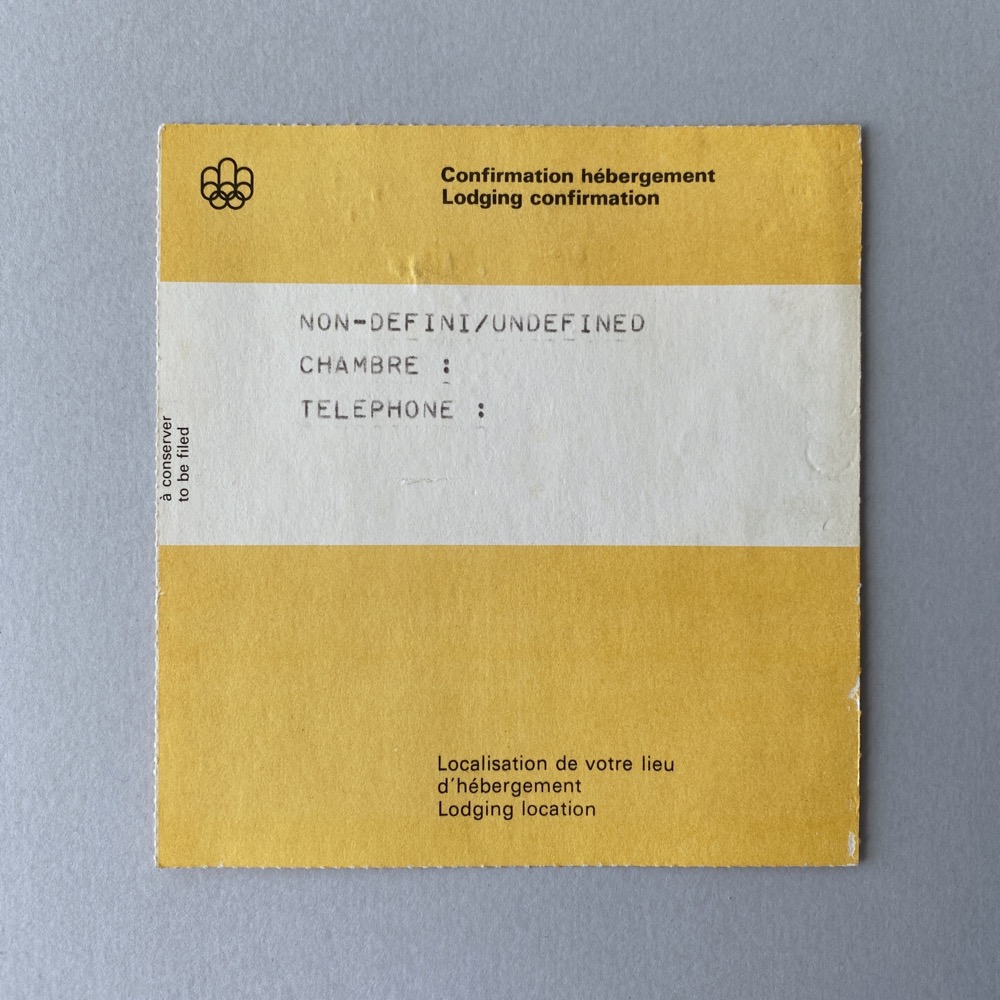 Confirmation hébergement
Lodging confirmation
NON-DEFINI/UNDEFINED
CHAMBRE :
TELEPHONE :
à conserver
to be filed
Localisation de votre lieu
d'hébergement
Lodging location